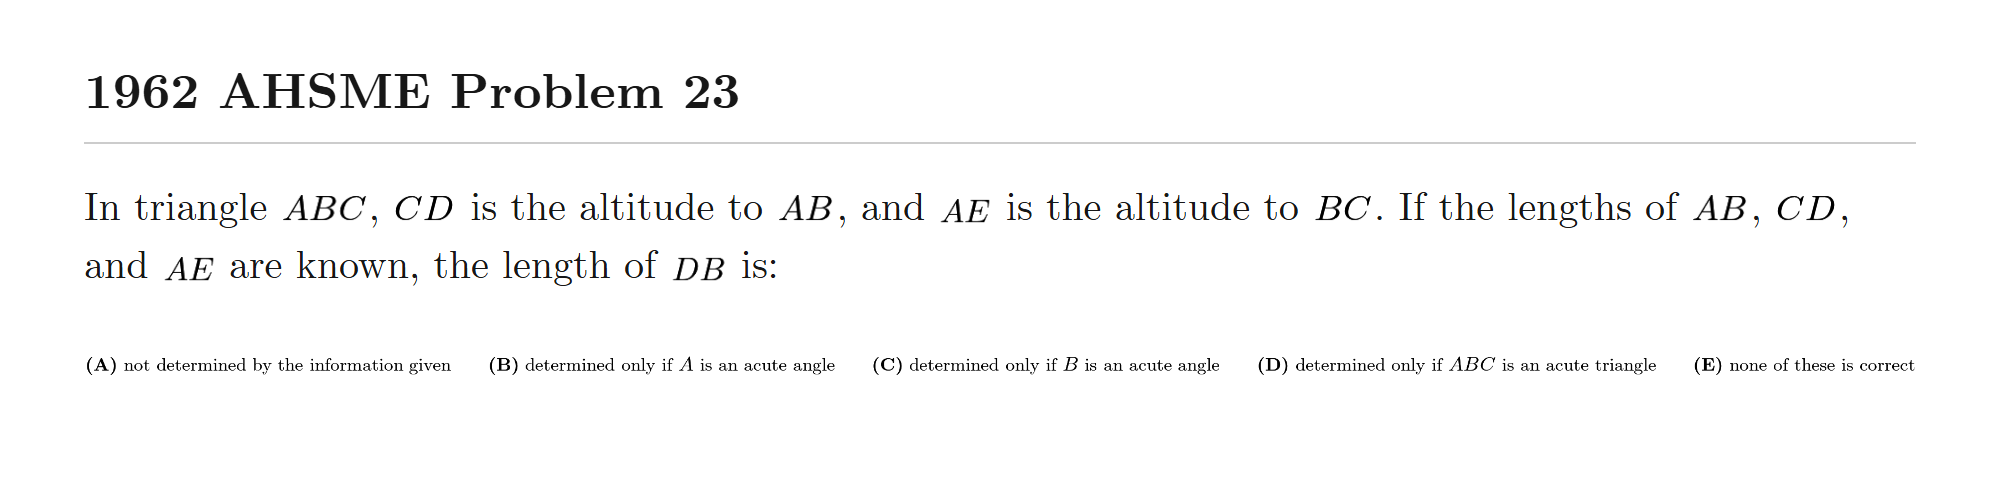 1962 AHSME Problem 23
In triangle ABC, CD is the altitude to AB, and AE is the altitude to BC. If the lengths of AB, CD,
and AE are known, the length of DB is:
(A) not determined by the information given (B) determined only if A is an acute angle (C) determined only if B is an acute angle (D) determined only if ABC is an acute triangle (E) none of these is correct